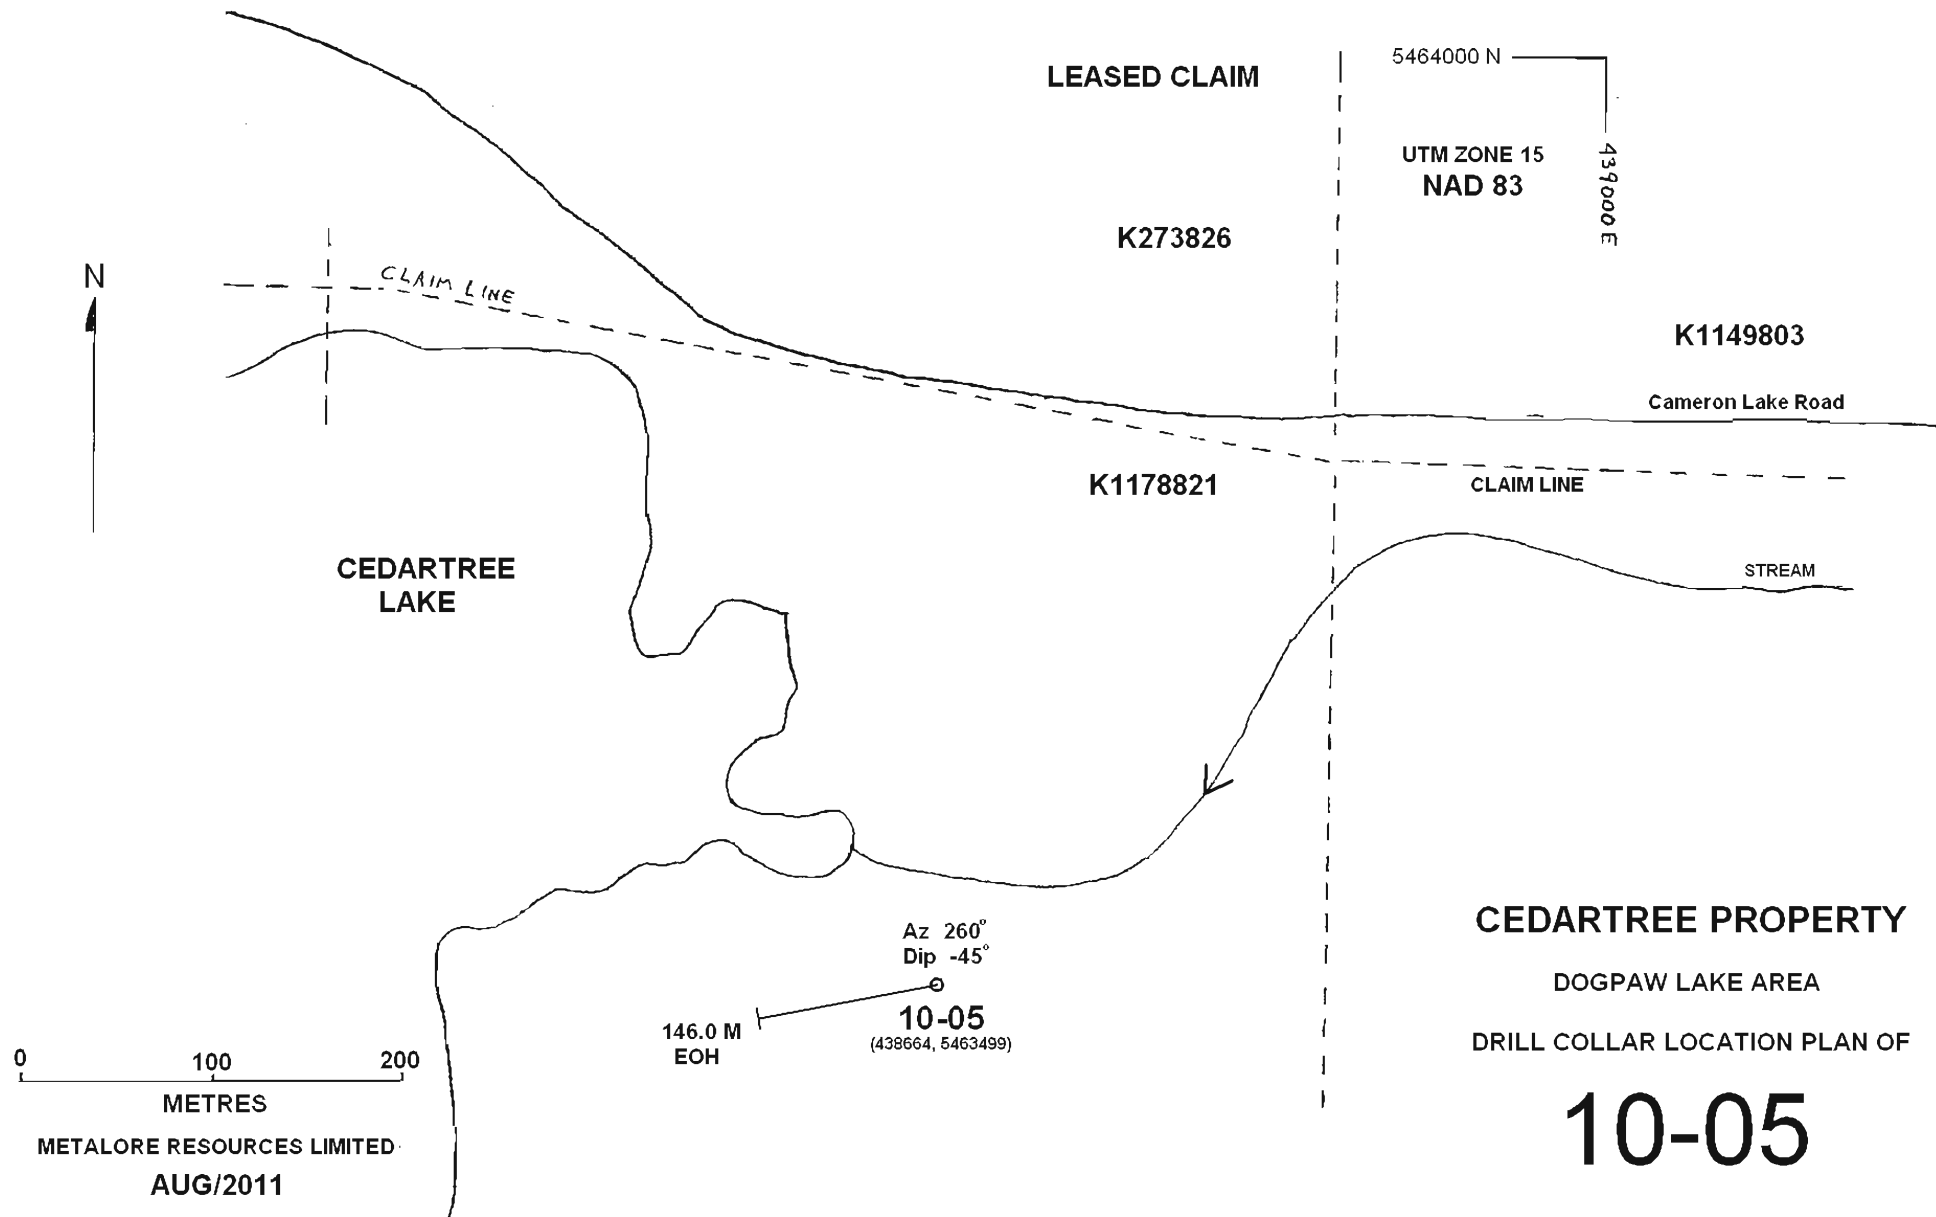 LEASED CLAIM
5464000 N
439000E
UTM ZONE 15
NAD 83
K273826
N
CLAIM LINE
K1149803
Cameron Lake Road
K1178821
CLAIM LINE
CEDARTREE
LAKE
STREAM
Az 260°
Dip -45°
10-05
(438664, 5463499)
146.0 M
EOH
0 100 200
METRES
METALORE RESOURCES LIMITED
AUG/2011
CEDARTREE PROPERTY
DOGPAW LAKE AREA
DRILL COLLAR LOCATION PLAN OF
10-05